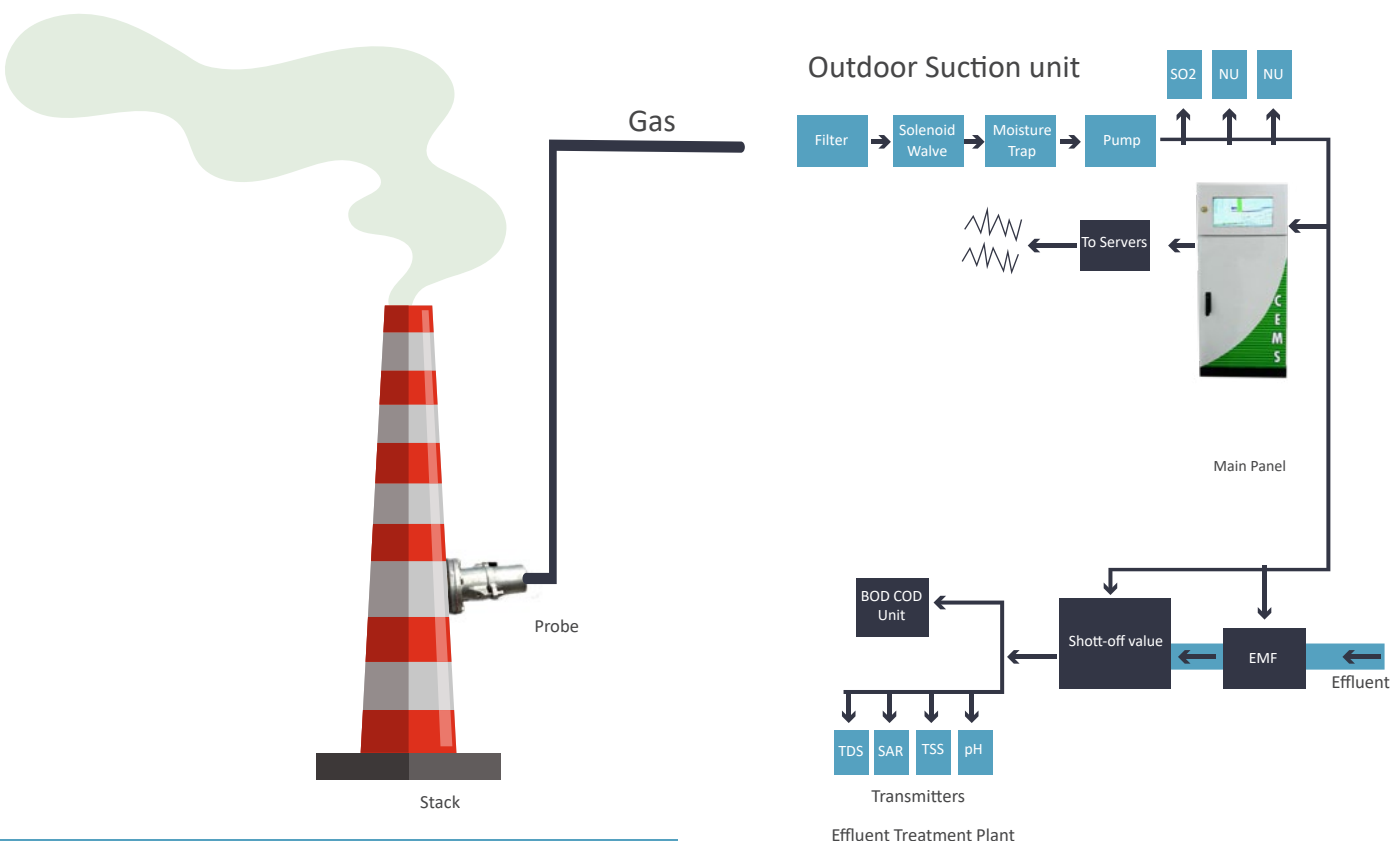 Outdoor Suction unit
SO2
NU
NU
Gas
Filter
Solenoid
Walve
Moisture
Trap
Pump
To Servers
C
E
M
S
Main Panel
Probe
BOD COD
Unit
Shott-off value
EMF
Effluent
TDS
SAR
TSS
pH
Transmitters
Stack
Effluent Treatment Plant